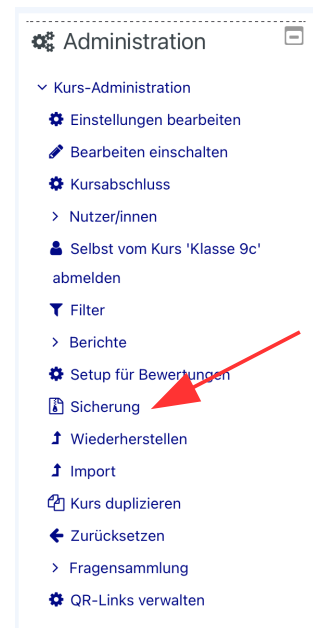 Administration
Kurs-Administration
Einstellungen bearbeiten
Bearbeiten einschalten
Kursabschluss
Nutzer/innen
Selbst vom Kurs 'Klasse 9c'
abmelden
Filter
Berichte
Setup für Bewertungen
Sicherung
Wiederherstellen
Import
Kurs duplizieren
Zurücksetzen
Fragensammlung
QR-Links verwalten